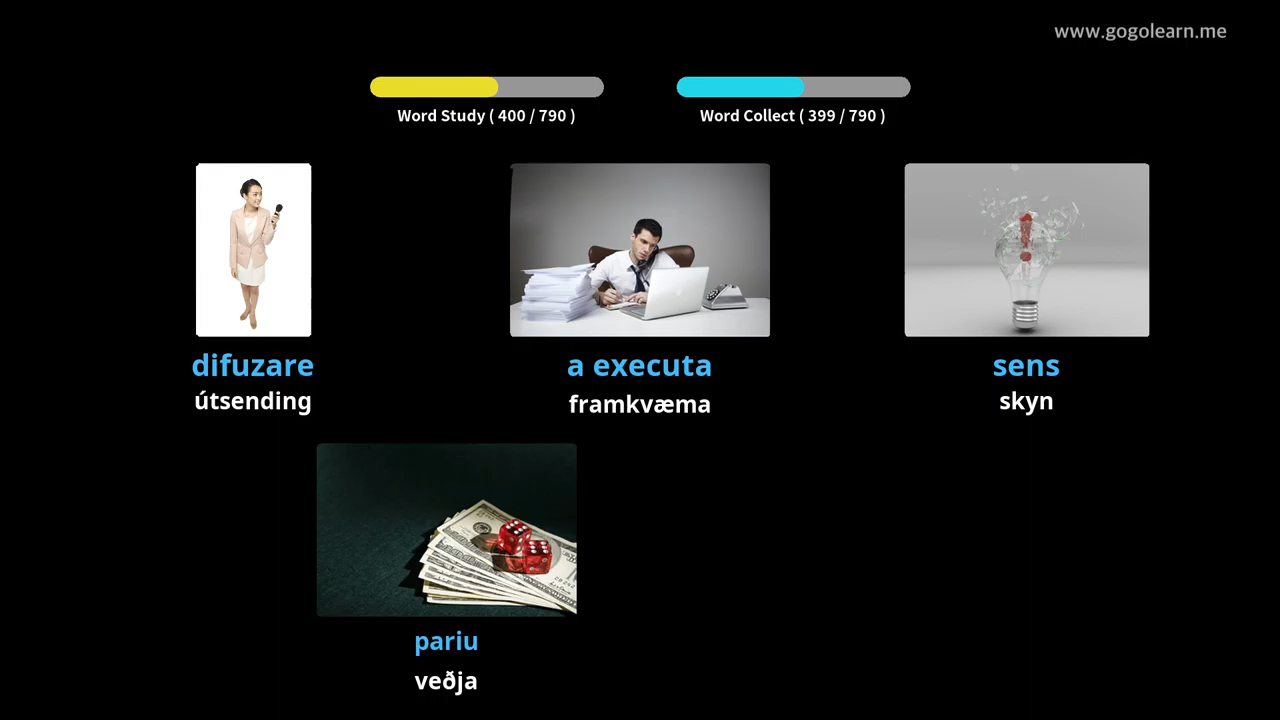 www.gogolearn.me
Word Study ( 400 / 790 )
Word Collect ( 399 / 790 )
difuzare
útsending
a executa
framkvæma
sens
skyn
pariu
veðja